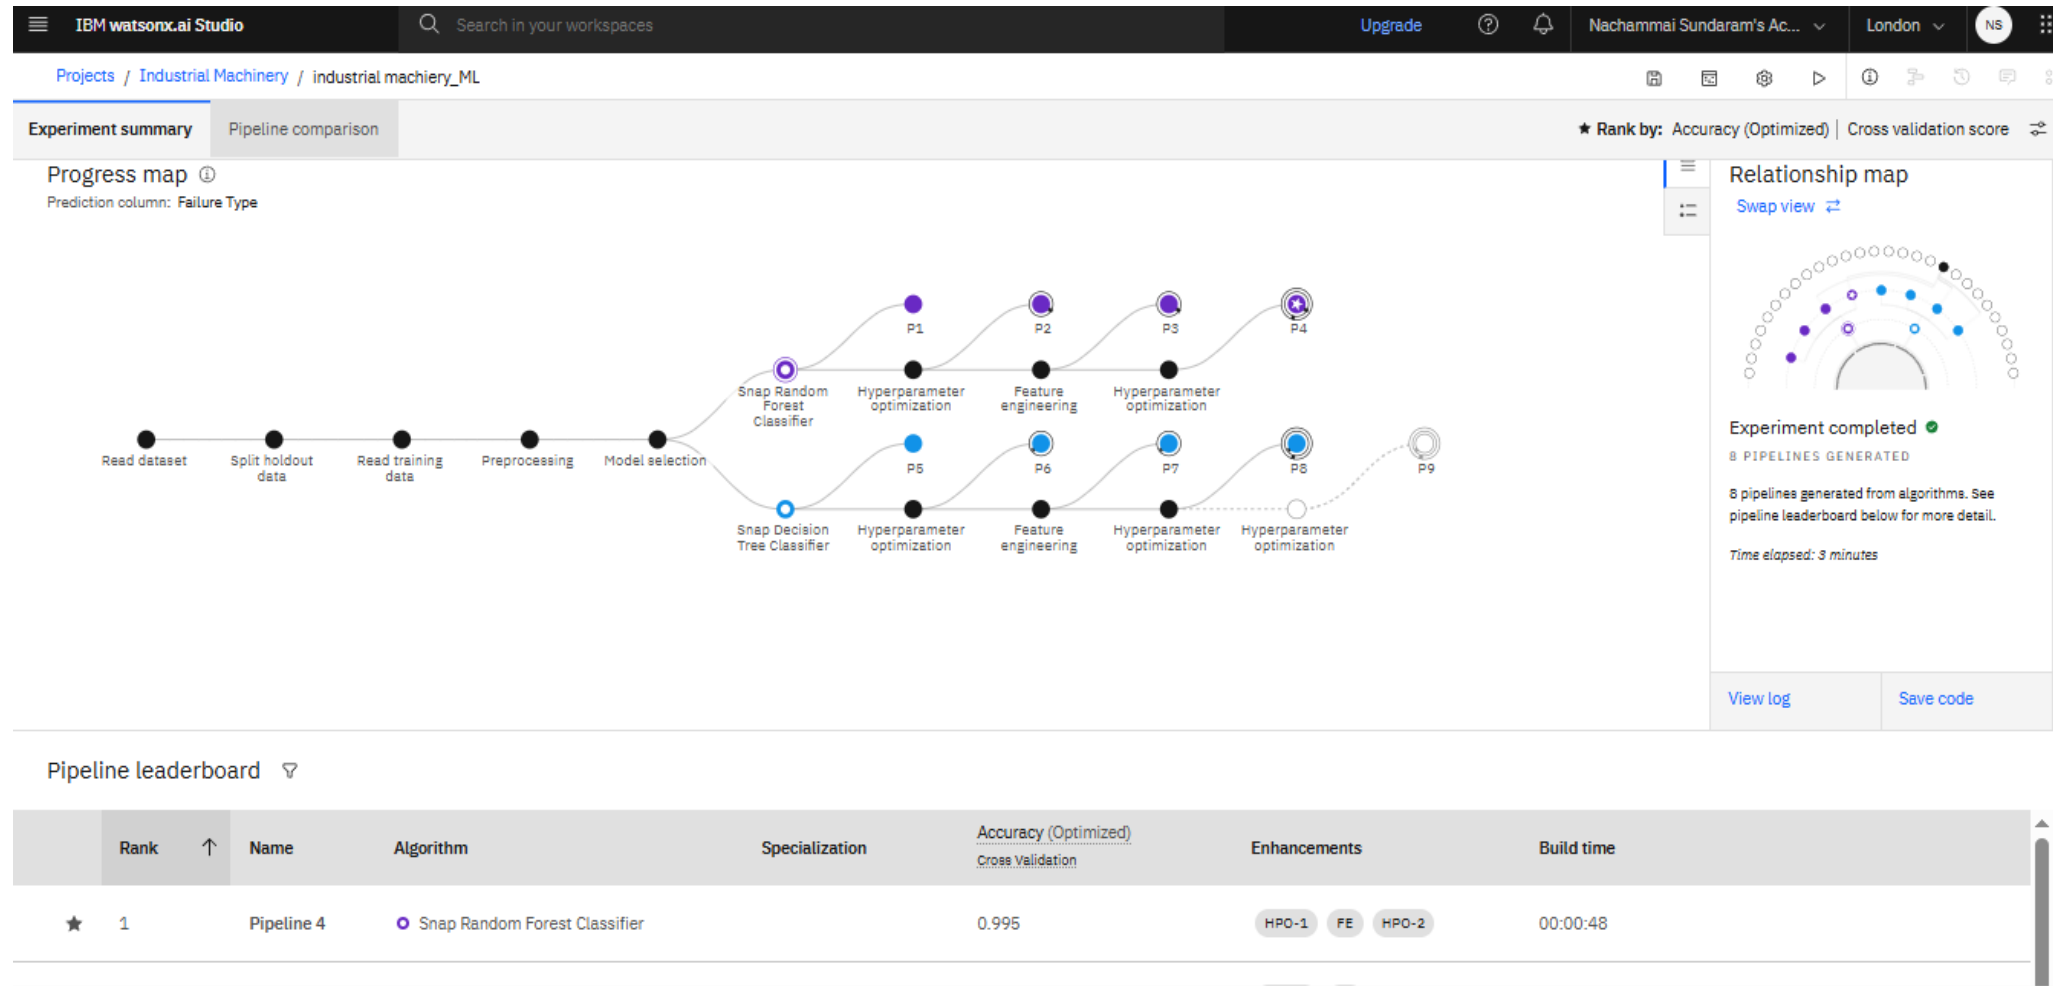 IBM watsonx.ai Studio
Search in your workspaces
Upgrade
Nachammai Sundaram's Ac...
London
NS
Projects / Industrial Machinery / industrial machiery_ML
Experiment summary
Pipeline comparison
Rank by: Accuracy (Optimized) | Cross validation score
Progress map
Prediction column: Failure Type
Relationship map
Swap view
P1
P2
P3
P4
Snap Random
Forest
Classifier
Hyperparameter
optimization
Feature
engineering
Hyperparameter
optimization
Read dataset
Split holdout
data
Read training
data
Preprocessing
Model selection
P5
P6
P7
P8
P9
Snap Decision
Tree Classifier
Hyperparameter
optimization
Feature
engineering
Hyperparameter
optimization
Hyperparameter
optimization
Experiment completed
8 PIPELINES GENERATED
8 pipelines generated from algorithms. See
pipeline leaderboard below for more detail.
Time elapsed: 3 minutes
View log
Save code
Pipeline leaderboard
Rank
Name
Algorithm
Specialization
Accuracy (Optimized)
Cross Validation
Enhancements
Build time
1
Pipeline 4
Snap Random Forest Classifier
0.995
HPO-1
FE
HPO-2
00:00:48